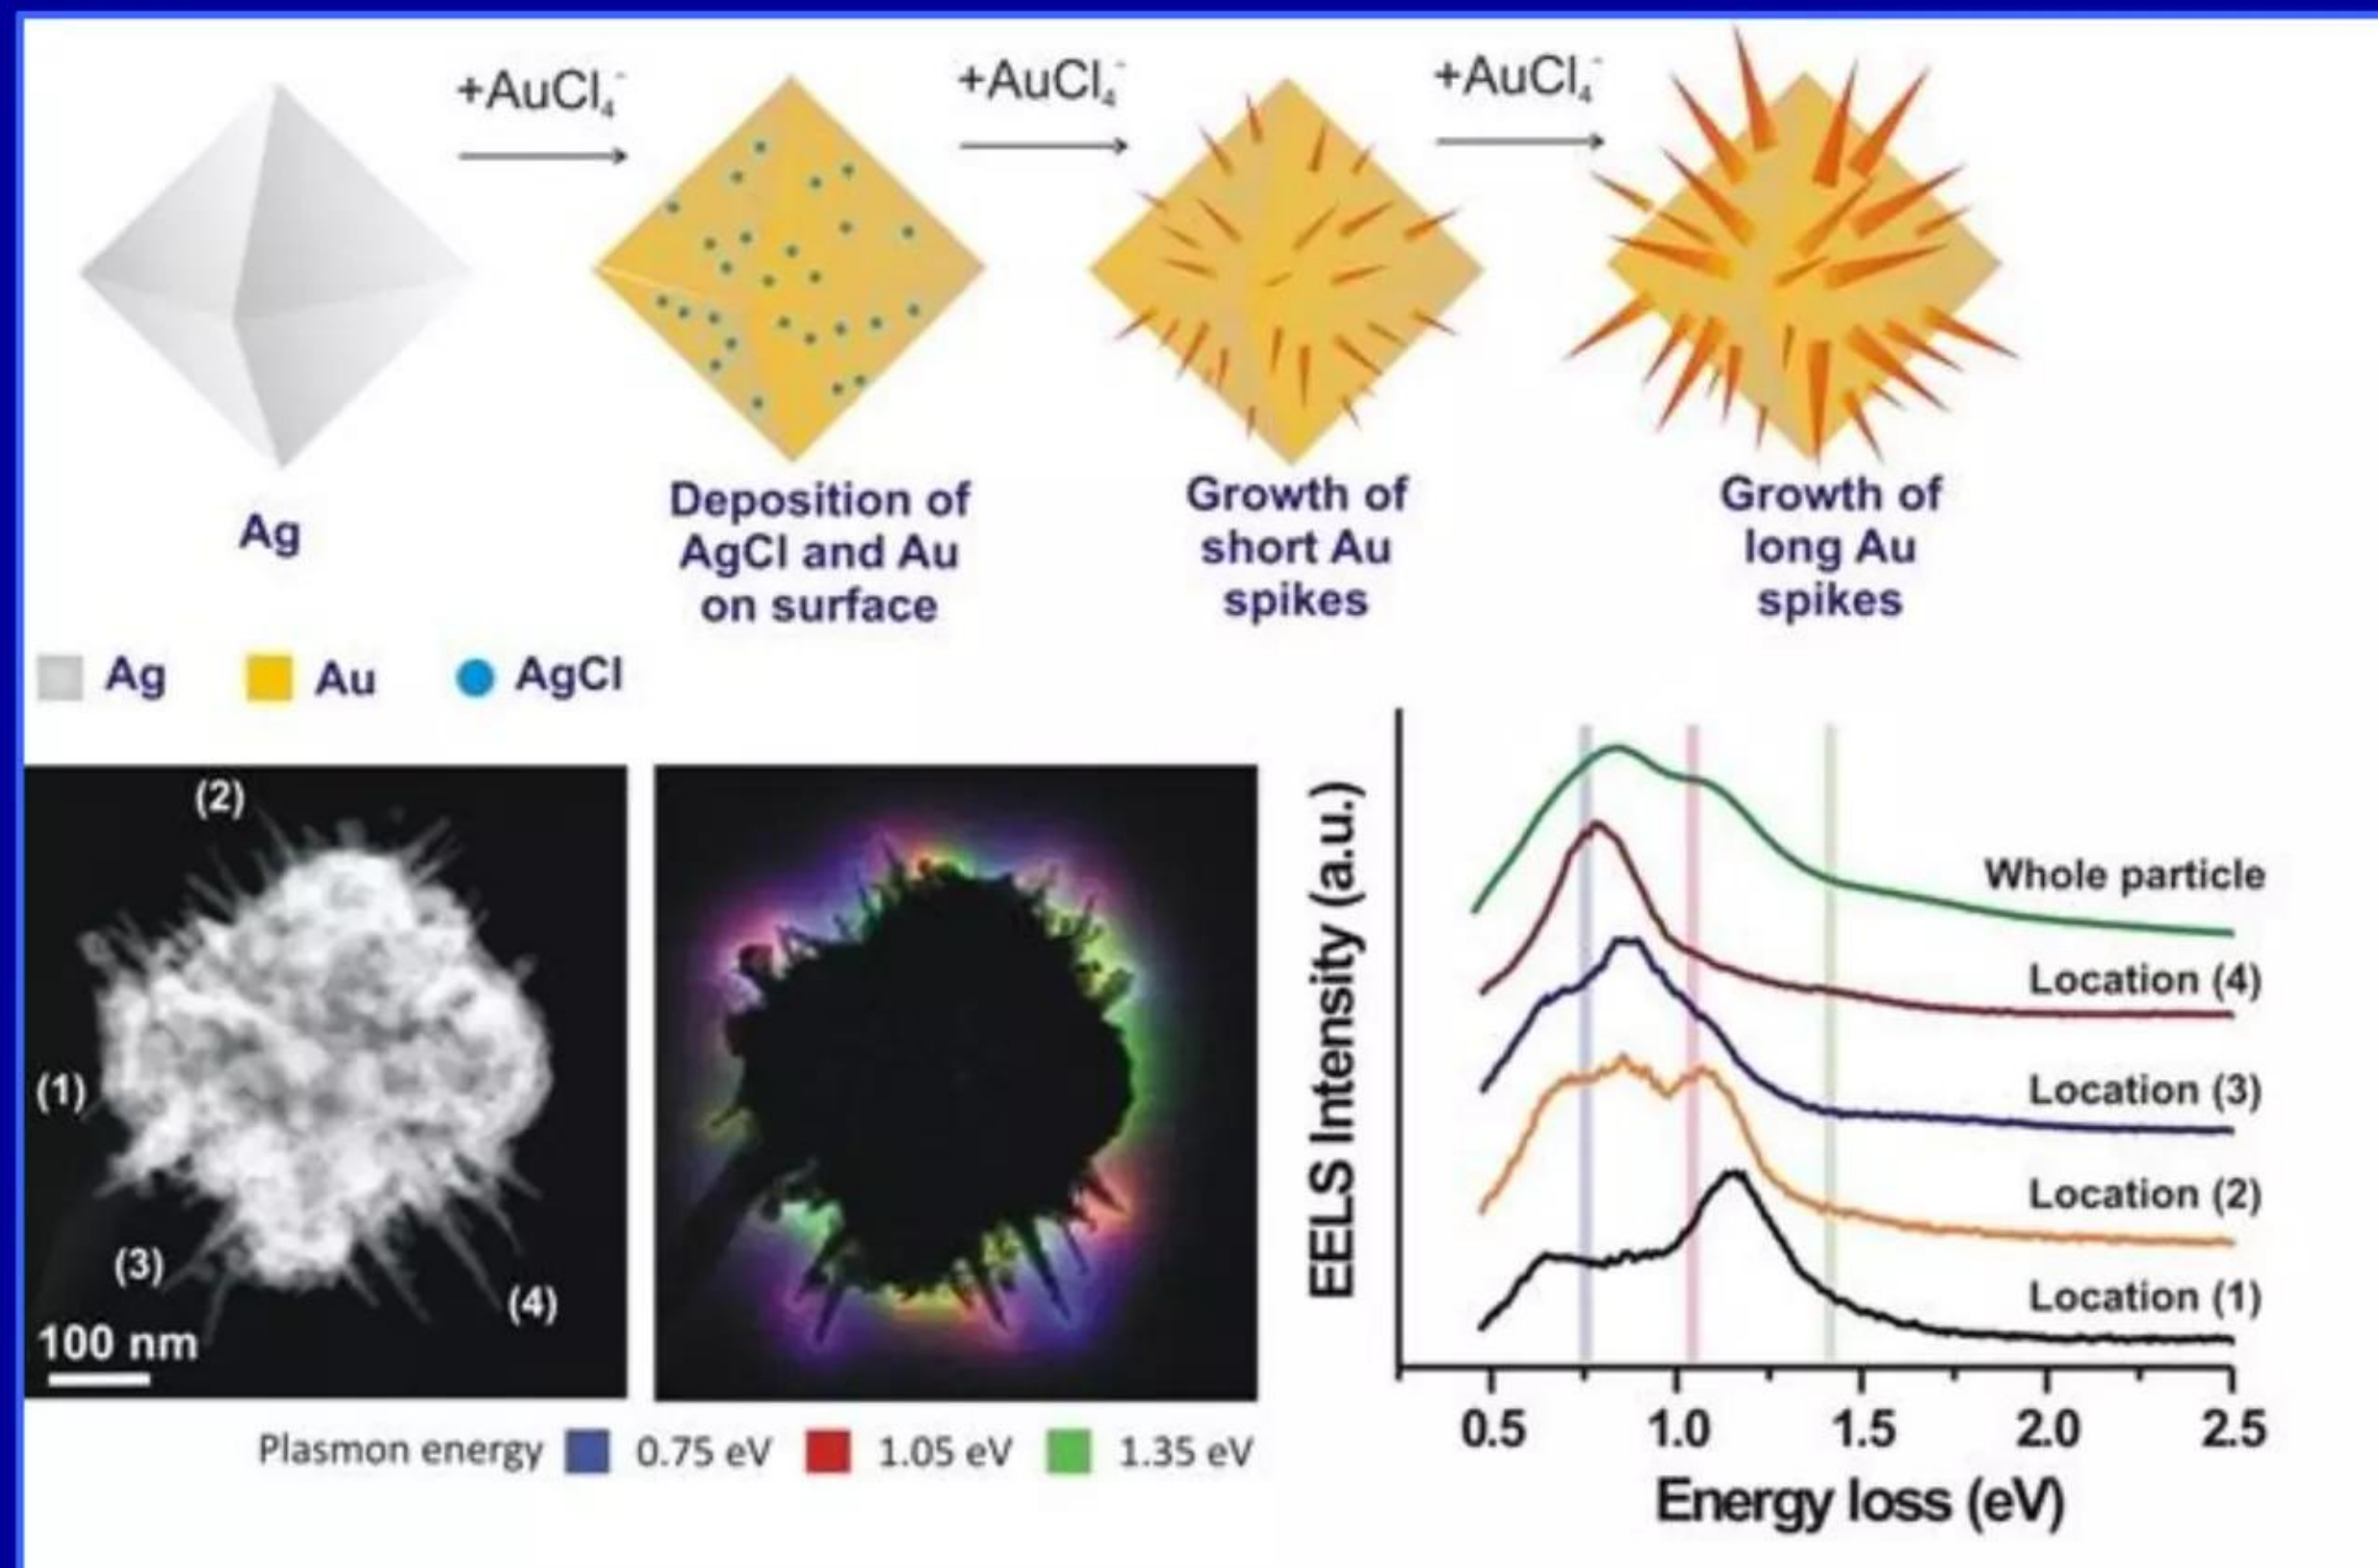 +AuCl₄⁻
+AuCl₄⁻
+AuCl₄⁻
Ag
Deposition of
AgCl and Au
on surface
Growth of
short Au
spikes
Growth of
long Au
spikes
Ag
Au
AgCl
(2)
(1)
(3)
(4)
100 nm
Plasmon energy
0.75 eV
1.05 eV
1.35 eV
EELS Intensity (a.u.)
Whole particle
Location (4)
Location (3)
Location (2)
Location (1)
0.5 1.0 1.5 2.0 2.5
Energy loss (eV)